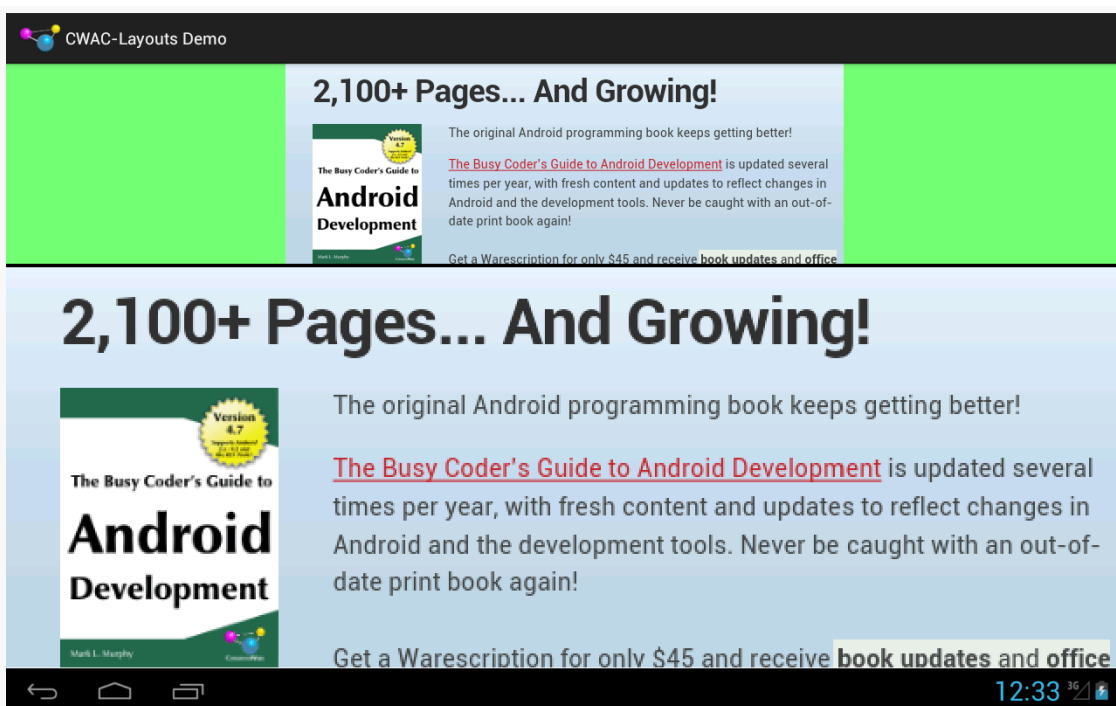 CWAC-Layouts Demo
2,100+ Pages... And Growing!
The original Android programming book keeps getting better!
Version
4.7
The Busy Coder's Guide to
Android
Development
Mark L. Murphy
The Busy Coder's Guide to Android Development is updated several
times per year, with fresh content and updates to reflect changes in
Android and the development tools. Never be caught with an out-of-
date print book again!
Get a Warescription for only $45 and receive book updates and office
2,100+ Pages... And Growing!
The original Android programming book keeps getting better!
Version
4.7
The Busy Coder's Guide to
Android
Development
Mark L. Murphy
CommonsWare
The Busy Coder's Guide to Android Development is updated several
times per year, with fresh content and updates to reflect changes in
Android and the development tools. Never be caught with an out-of-
date print book again!
Get a Warescription for only $45 and receive book updates and office
12:33 3G